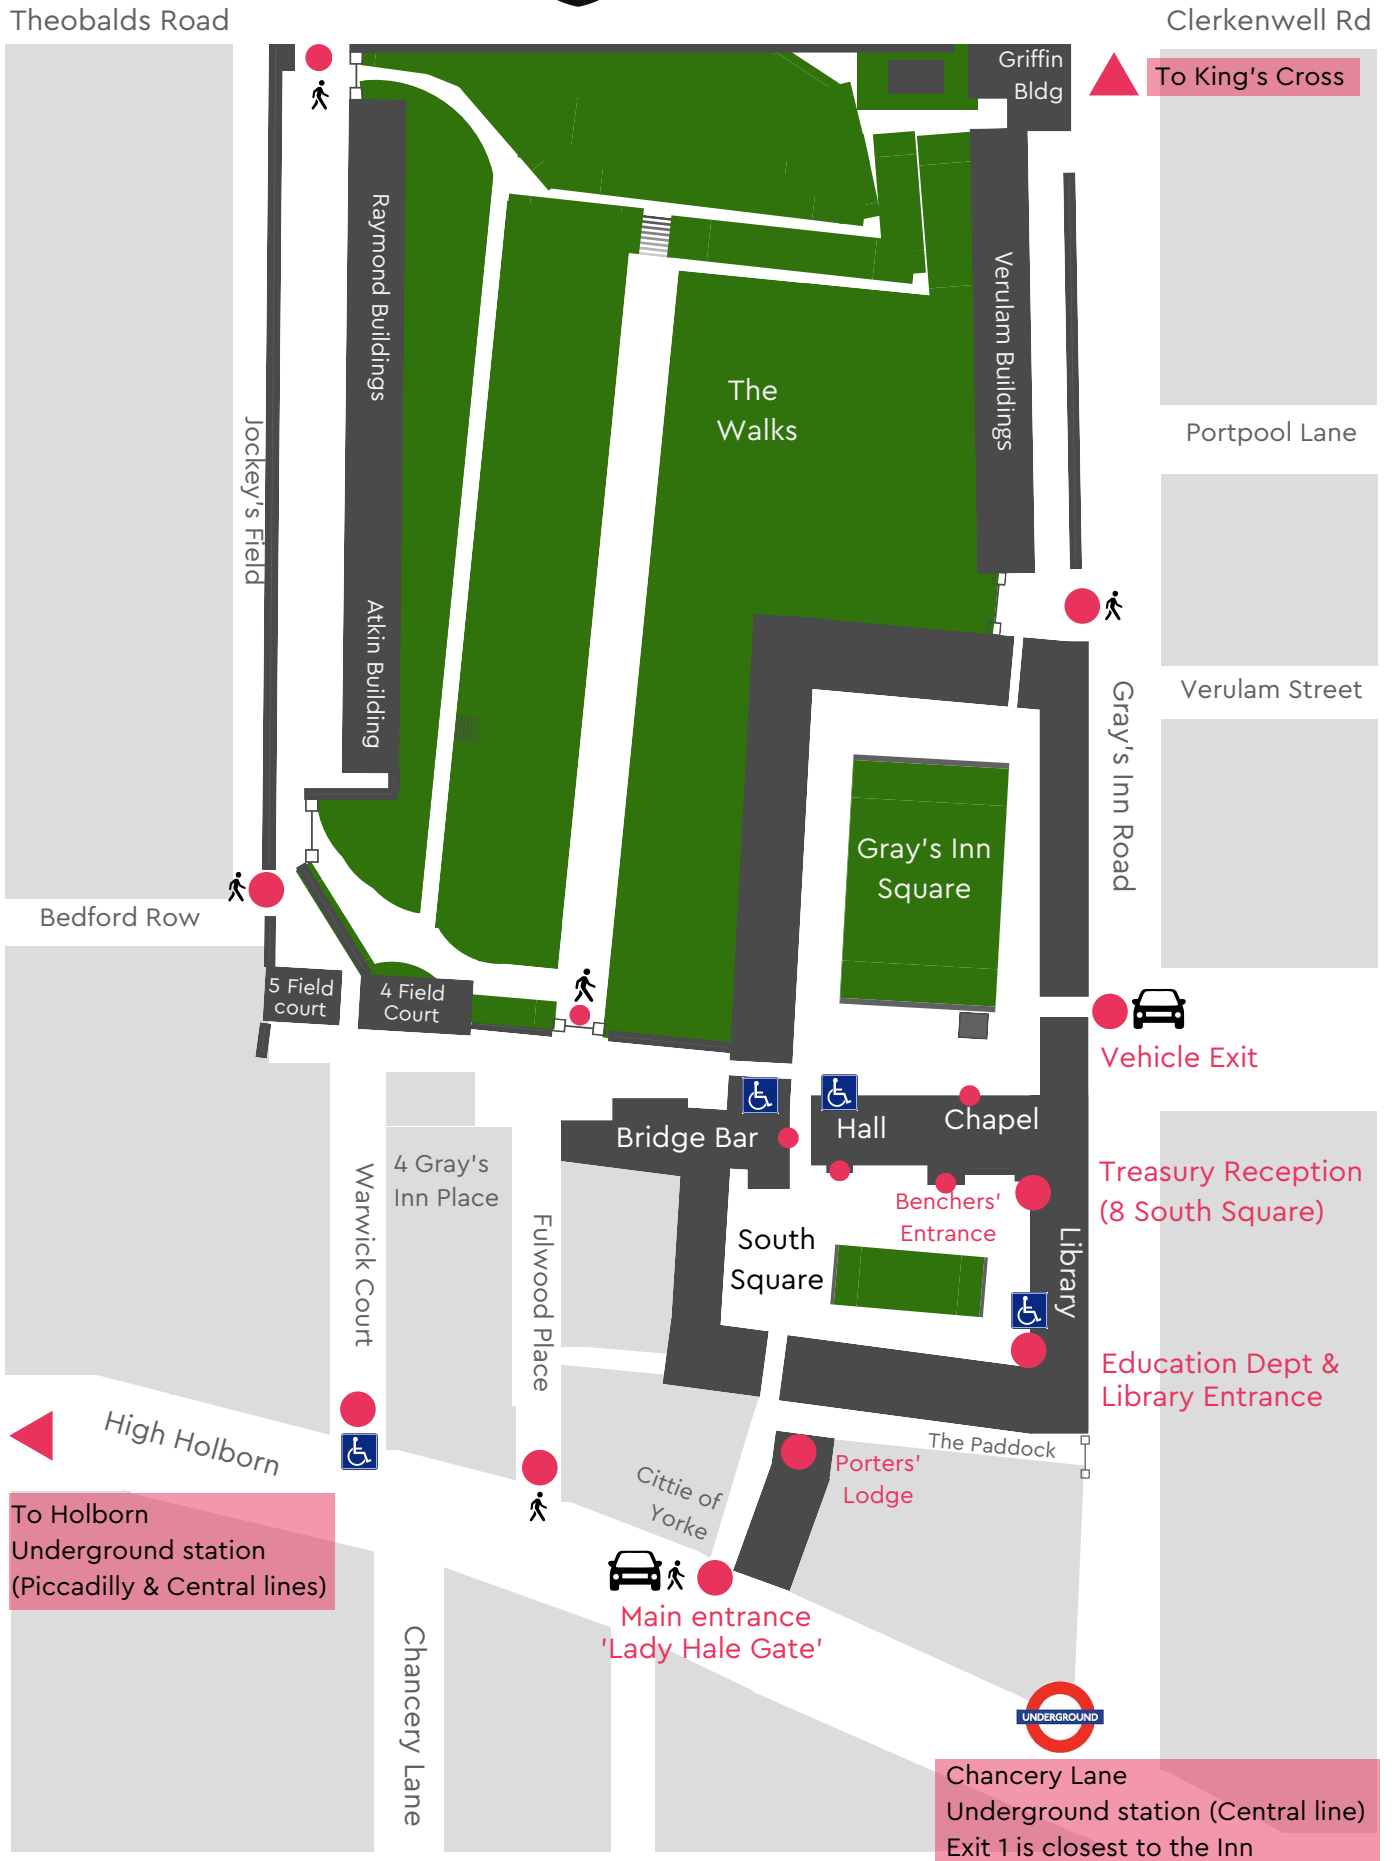 Theobalds Road
Clerkenwell Rd
Griffin
Bldg
To King's Cross
Raymond Buildings
Verulam Buildings
The
Walks
Jockey's Field
Portpool Lane
Atkin Building
Verulam Street
Gray's Inn Road
Gray's Inn
Square
Bedford Row
5 Field
court
4 Field
Court
Vehicle Exit
Bridge Bar
Hall
Chapel
4 Gray's
Inn Place
Warwick Court
Fulwood Place
Treasury Reception
(8 South Square)
Benchers'
Entrance
South
Square
Library
Education Dept &
Library Entrance
High Holborn
The Paddock
Porters'
Lodge
Cittie of
Yorke
To Holborn
Underground station
(Piccadilly & Central lines)
Main entrance
'Lady Hale Gate'
Chancery Lane
UNDERGROUND
Chancery Lane
Underground station (Central line)
Exit 1 is closest to the Inn